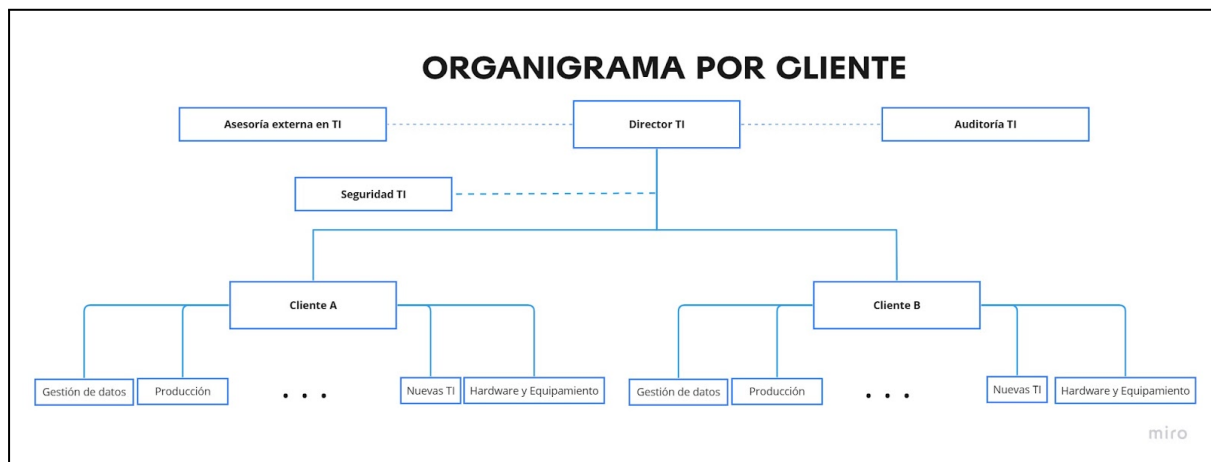 ORGANIGRAMA POR CLIENTE
Asesoría externa en TI
Director TI
Auditoría TI
Seguridad TI
Cliente A
Cliente B
Gestión de datos
Producción
. . .
Nuevas TI
Hardware y Equipamiento
Gestión de datos
Producción
. . .
Nuevas TI
Hardware y Equipamiento
miro